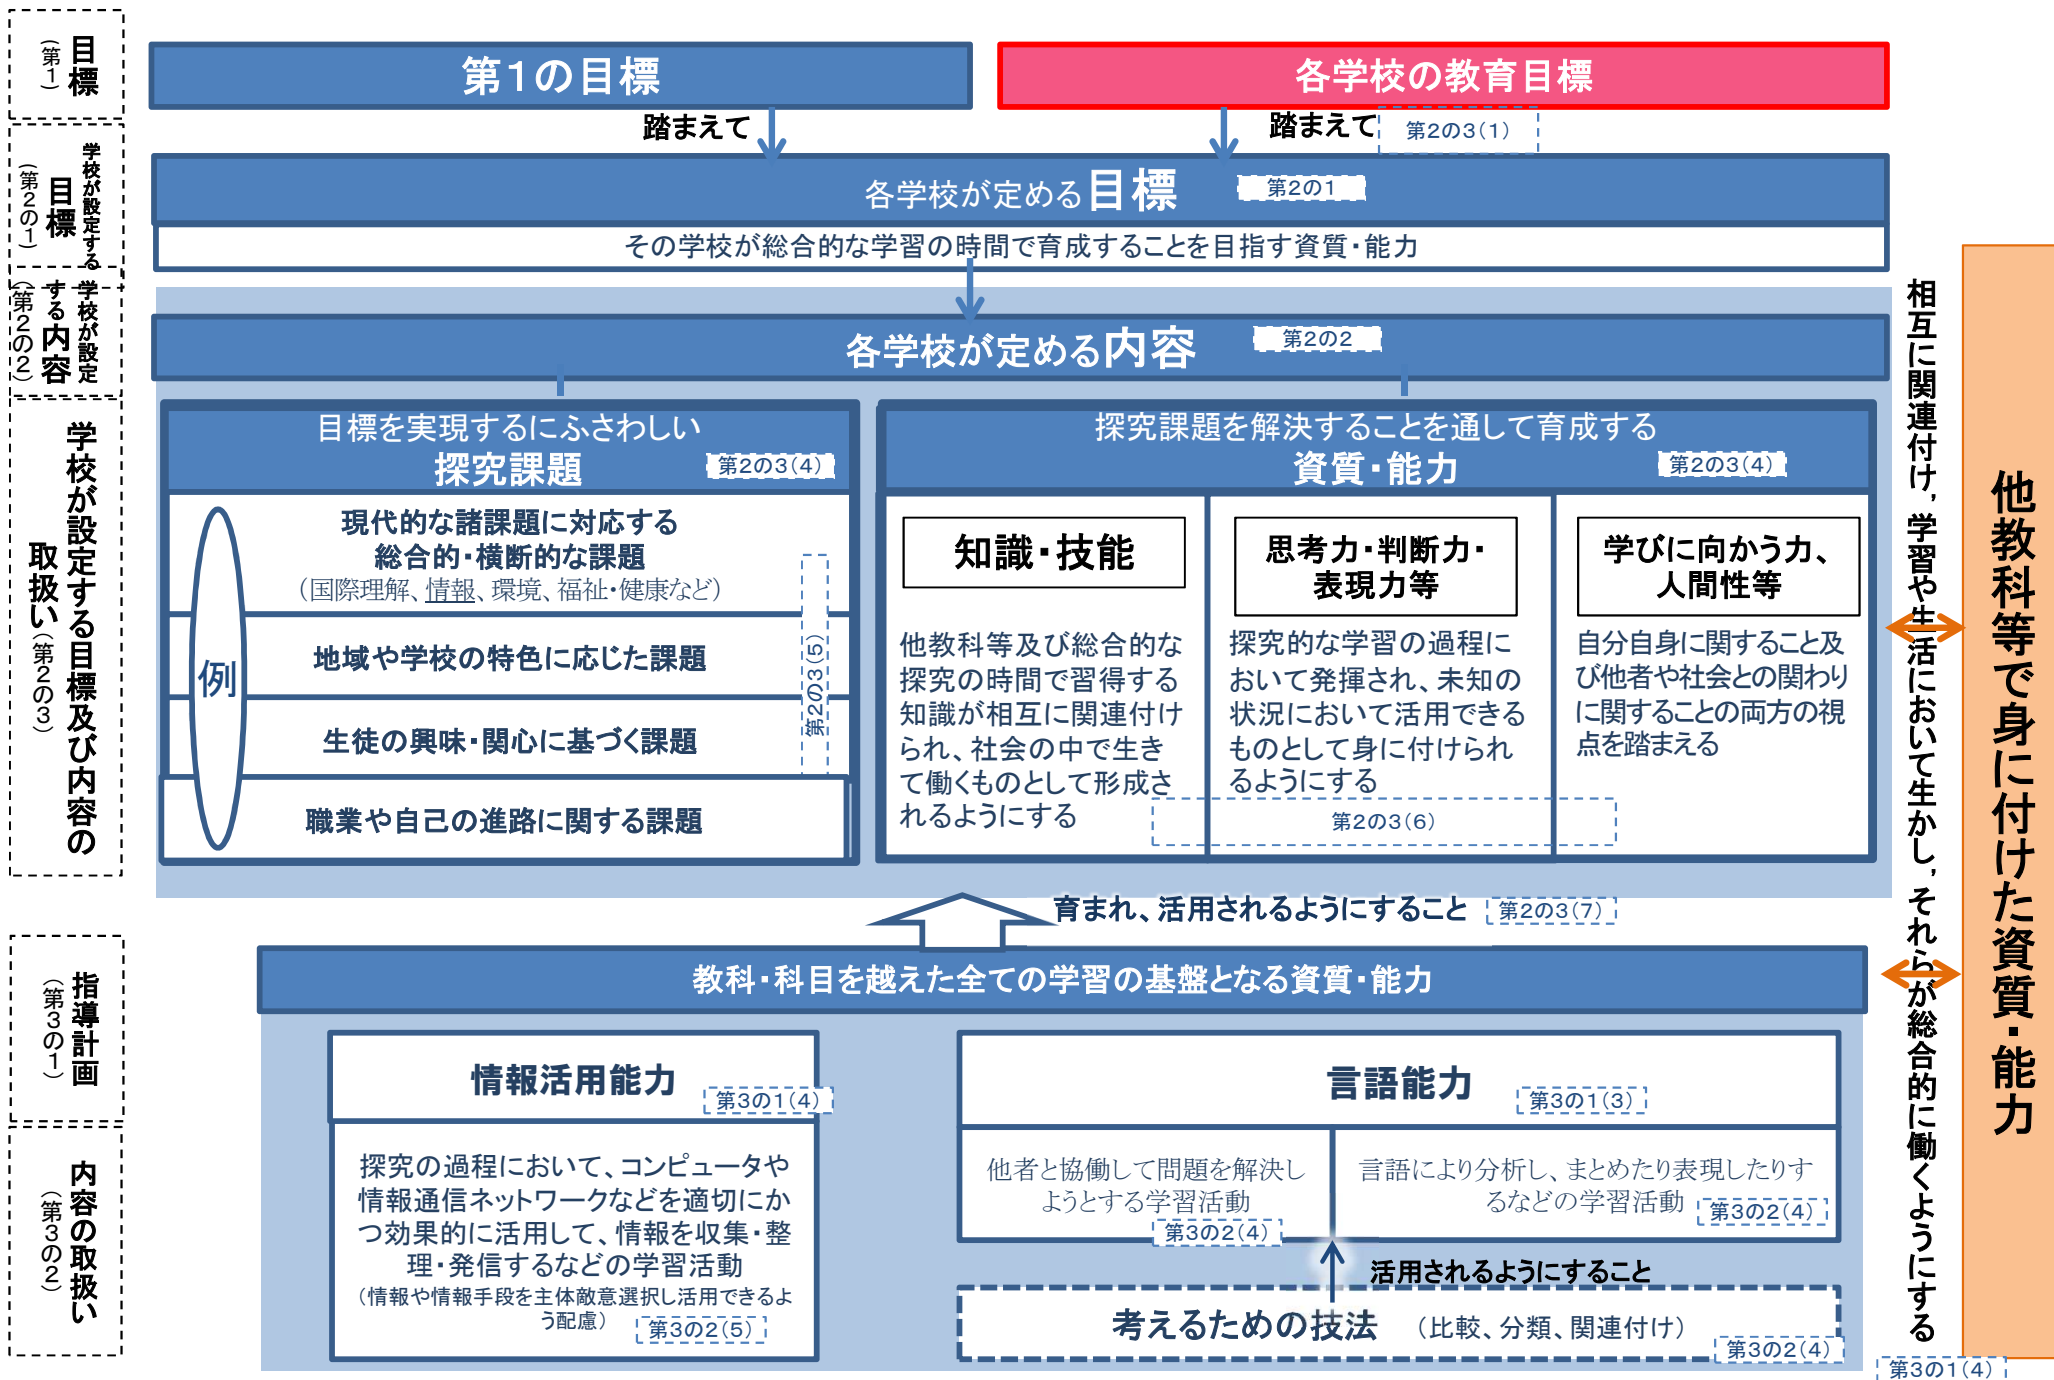 目標
(第1)
第1の目標
各学校の教育目標
踏まえて
踏まえて
第2の3(1)
学校が設定する
目標
(第2の1)
各学校が定める目標
第2の1
その学校が総合的な学習の時間で育成することを目指す資質・能力
学校が設定
する内容
(第2の2)
各学校が定める内容
第2の2
学校が設定する目標及び内容の
取扱い(第2の3)
目標を実現するにふさわしい
探究課題
第2の3(4)
例
現代的な諸課題に対応する
総合的・横断的な課題
(国際理解、情報、環境、福祉・健康など)
地域や学校の特色に応じた課題
生徒の興味・関心に基づく課題
職業や自己の進路に関する課題
第2の3(5)
探究課題を解決することを通して育成する
資質・能力
第2の3(4)
知識・技能
他教科等及び総合的な
探究の時間で習得する
知識が相互に関連付け
られ、社会の中で生き
て働くものとして形成さ
れるようにする
思考力・判断力・
表現力等
探究的な学習の過程に
おいて発揮され、未知の
状況において活用できる
ものとして身に付けられ
るようにする
学びに向かう力、
人間性等
自分自身に関すること及
び他者や社会との関わり
に関することの両方の視
点を踏まえる
第2の3(6)
育まれ、活用されるようにすること
第2の3(7)
指導計画
(第3の1)
教科・科目を越えた全ての学習の基盤となる資質・能力
情報活用能力
第3の1(4)
言語能力
第3の1(3)
内容の取扱い
(第3の2)
探究の過程において、コンピュータや
情報通信ネットワークなどを適切にか
つ効果的に活用して、情報を収集・整
理・発信するなどの学習活動
(情報や情報手段を主体敵意選択し活用できるよ
う配慮)
第3の2(5)
他者と協働して問題を解決し
ようとする学習活動
第3の2(4)
言語により分析し、まとめたり表現したりす
るなどの学習活動
第3の2(4)
活用されるようにすること
考えるための技法 (比較、分類、関連付け)
第3の2(4)
相互に関連付け,学習や生活において生かし,それらが総合的に働くようにする
他教科等で身に付けた資質・能力
第3の1(4)